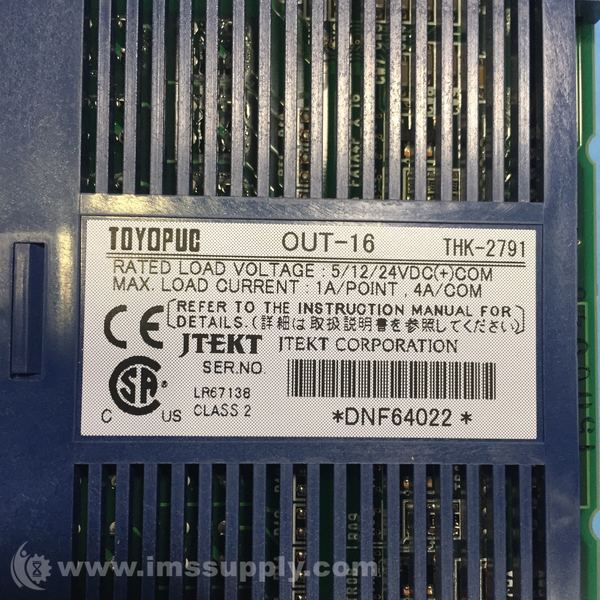 TOYOPUC OUT-16 THK-2791
RATED LOAD VOLTAGE : 5/12/24VDC(+)COM
MAX. LOAD CURRENT : 1A/POINT , 4A/COM
CE
REFER TO THE INSTRUCTION MANUAL FOR
DETAILS.(詳細は取扱説明書を参照してください)
JTEKT JTEKT CORPORATION
SER.NO
SA
C US
LR67138
CLASS 2
*DNF64022*
www.imssupply.com